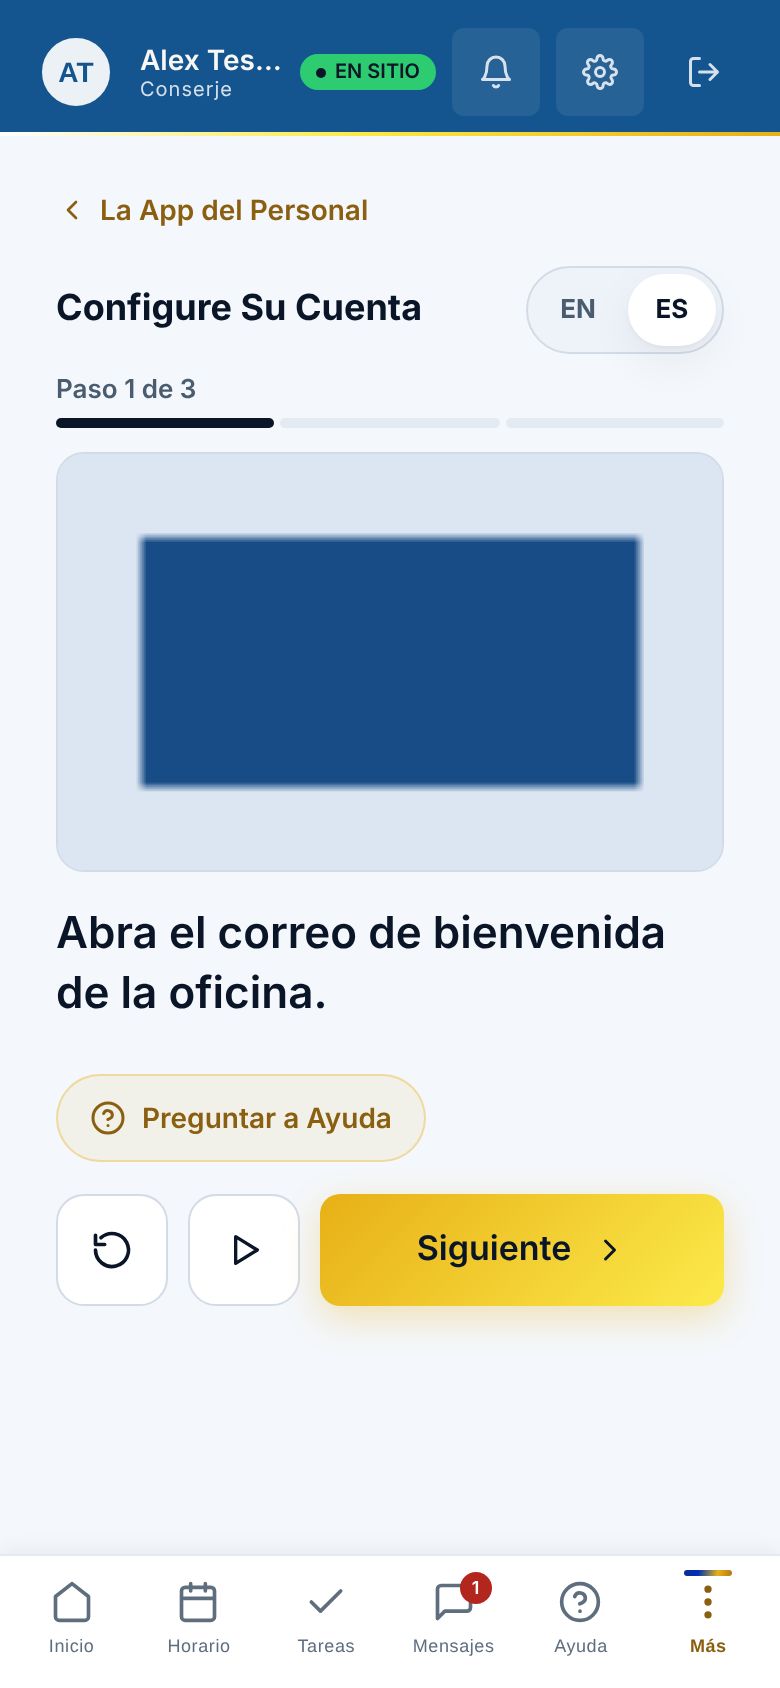 AT
Alex Tes...
Conserje
EN SITIO
La App del Personal
Configure Su Cuenta
EN
ES
Paso 1 de 3
Abra el correo de bienvenida
de la oficina.
Preguntar a Ayuda
Siguiente
1
Inicio
Horario
Tareas
Mensajes
Ayuda
Más